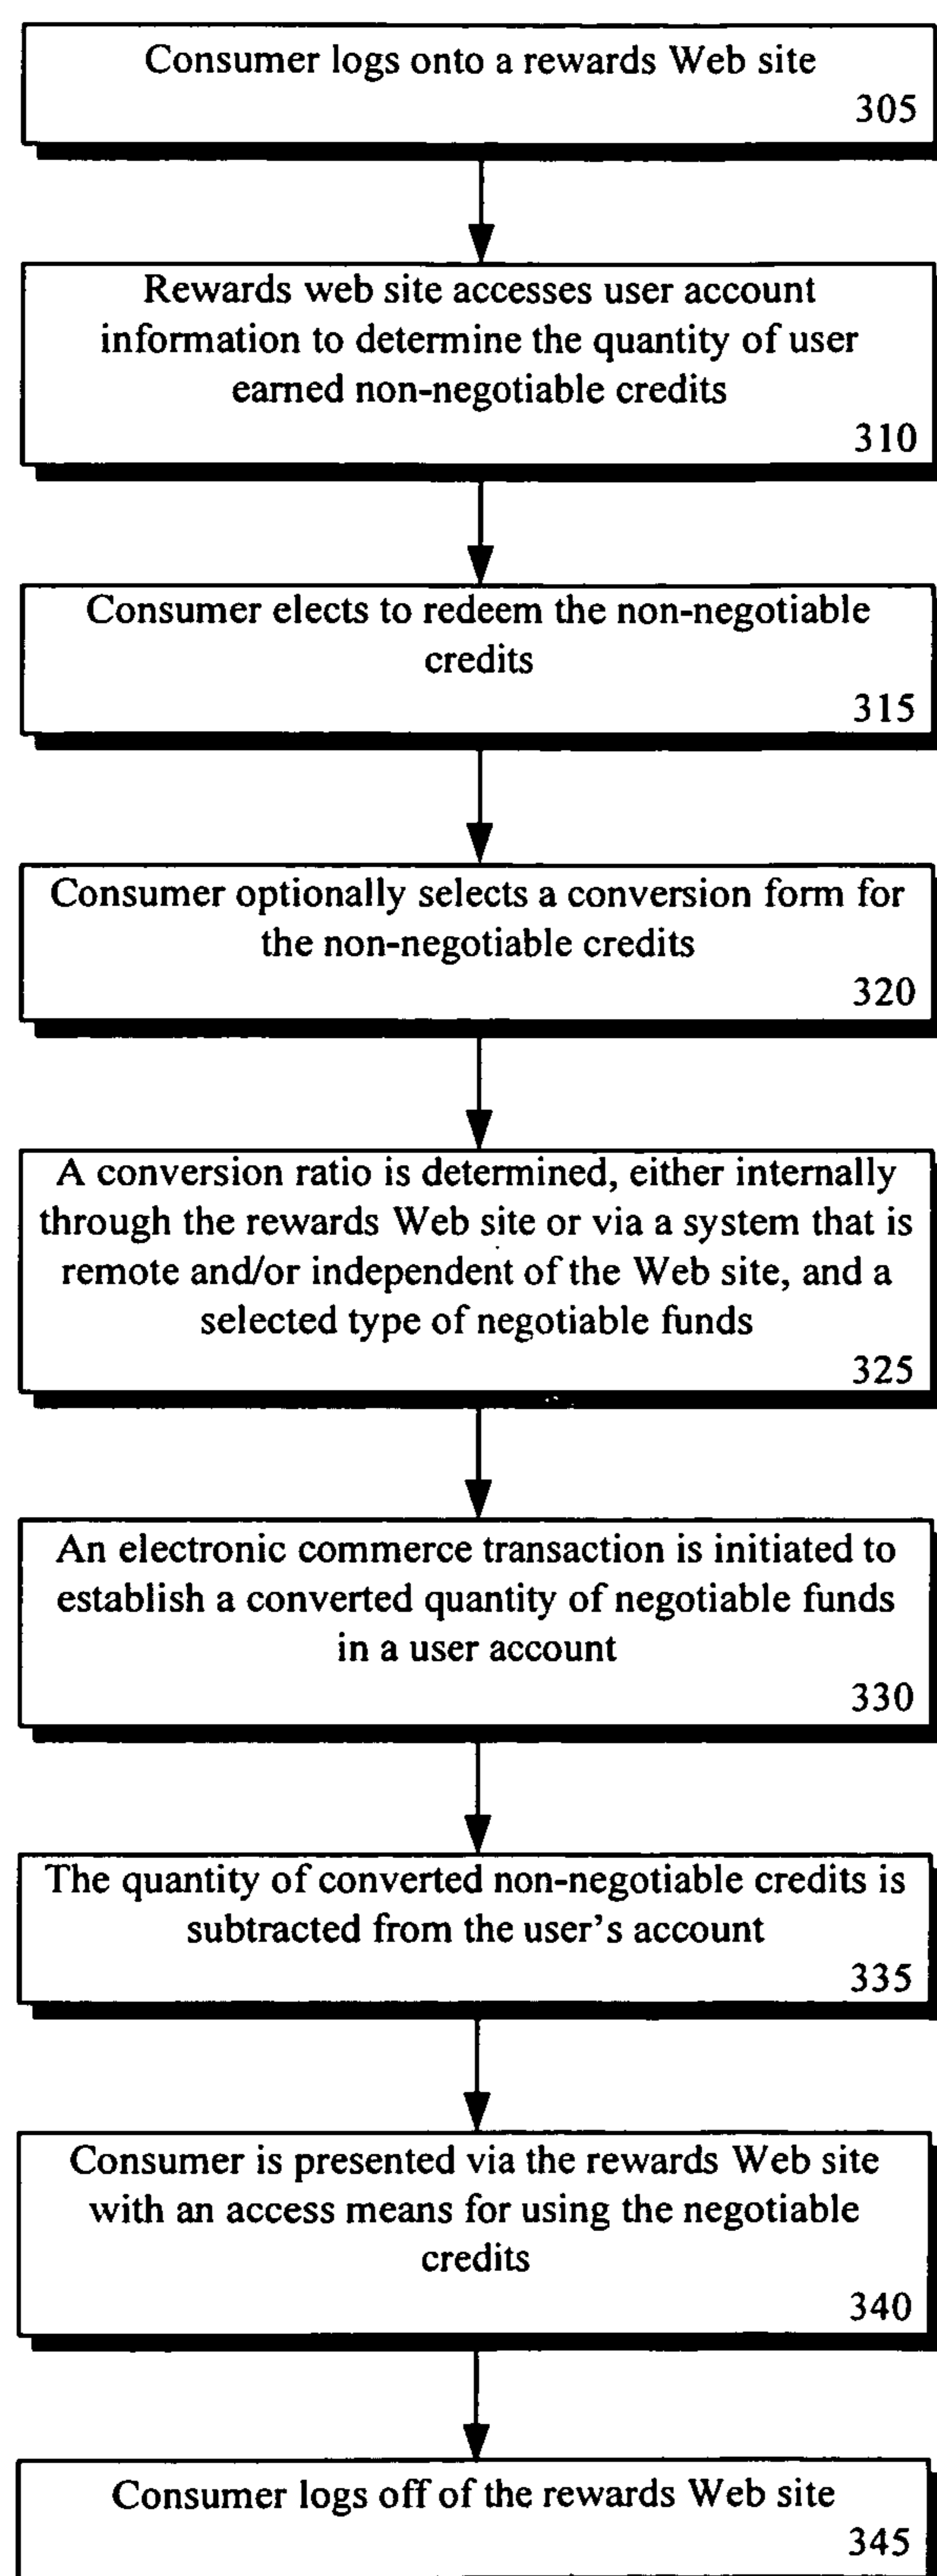 Consumer logs onto a rewards Web site
305
Rewards web site accesses user account
information to determine the quantity of user
earned non-negotiable credits
310
Consumer elects to redeem the non-negotiable
credits
315
Consumer optionally selects a conversion form for
the non-negotiable credits
320
A conversion ratio is determined, either internally
through the rewards Web site or via a system that is
remote and/or independent of the Web site, and a
selected type of negotiable funds
325
An electronic commerce transaction is initiated to
establish a converted quantity of negotiable funds
in a user account
330
The quantity of converted non-negotiable credits is
subtracted from the user’s account
335
Consumer is presented via the rewards Web site
with an access means for using the negotiable
credits
340
Consumer logs off of the rewards Web site
345